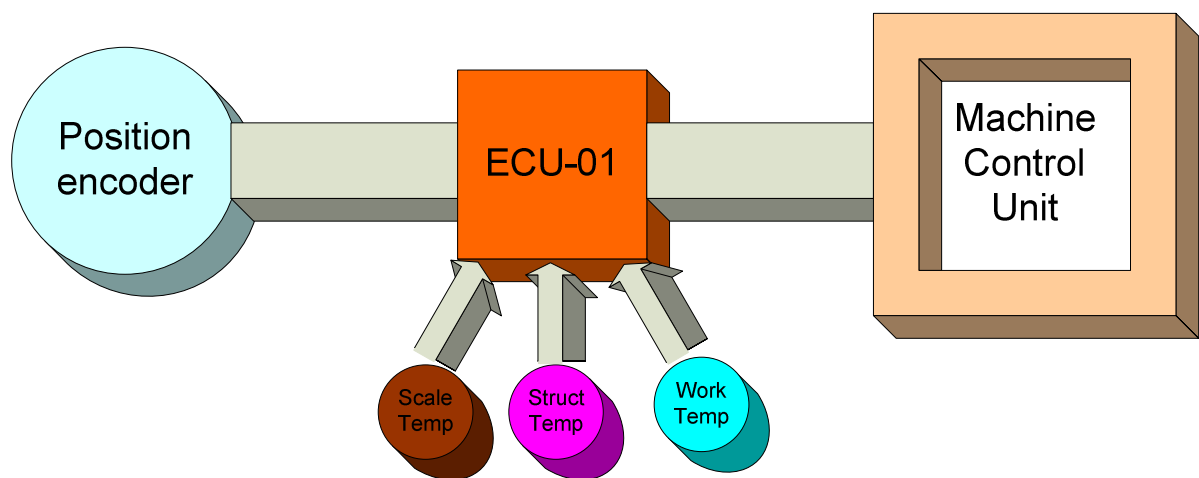 Position
encoder
ECU-01
Machine
Control
Unit
Scale
Temp
Struct
Temp
Work
Temp